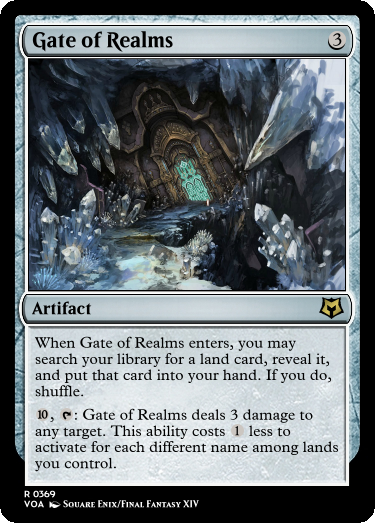 Gate of Realms 3
Artifact
When Gate of Realms enters, you may
search your library for a land card, reveal it,
and put that card into your hand. If you do,
shuffle.
10, : Gate of Realms deals 3 damage to
any target. This ability costs 1 less to
activate for each different name among lands
you control.
R 0369
VOA Square Enix/Final Fantasy XIV